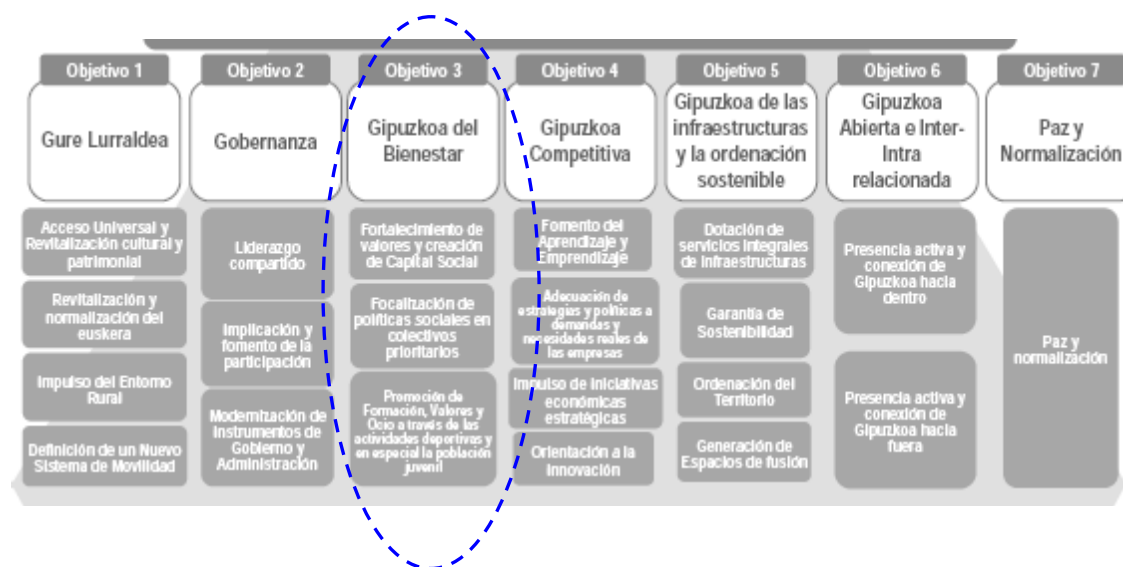 Objetivo 1
Gure Lurraldea
Acceso Universal y
Revitalización cultural y
patrimonial
Revitalización y
normalización del
euskera
Impulso del Entorno
Rural
Definición de un Nuevo
Sistema de Movilidad
Objetivo 2
Gobernanza
Liderazgo
compartido
Implicación y
fomento de la
participación
Modernización de
Instrumentos de
Gobierno y
Administración
Objetivo 3
Gipuzkoa del
Bienestar
Fortalecimiento de
valores y creación
de Capital Social
Focalización de
políticas sociales en
colectivos
prioritarios
Promoción de
Formación, Valores y
Ocio a través de las
actividades deportivas y
en especial la población
juvenil
Objetivo 4
Gipuzkoa
Competitiva
Fomento del
Aprendizaje y
Emprendizaje
Adecuación de
estrategias y políticas a
demandas y
necesidades reales de
las empresas
Impulso de Iniciativas
económicas
estratégicas
Orientación a la
Innovación
Objetivo 5
Gipuzkoa de las
infraestructuras
y la ordenación
sostenible
Dotación de
servicios integrales
de Infraestructuras
Garantía de
Sostenibilidad
Ordenación del
Territorio
Generación de
Espacios de fusión
Objetivo 6
Gipuzkoa
Abierta e Inter-
Intra
relacionada
Presencia activa y
conexión de
Gipuzkoa hacia
dentro
Presencia activa y
conexión de
Gipuzkoa hacia
fuera
Objetivo 7
Paz y
Normalización
Paz y
normalización